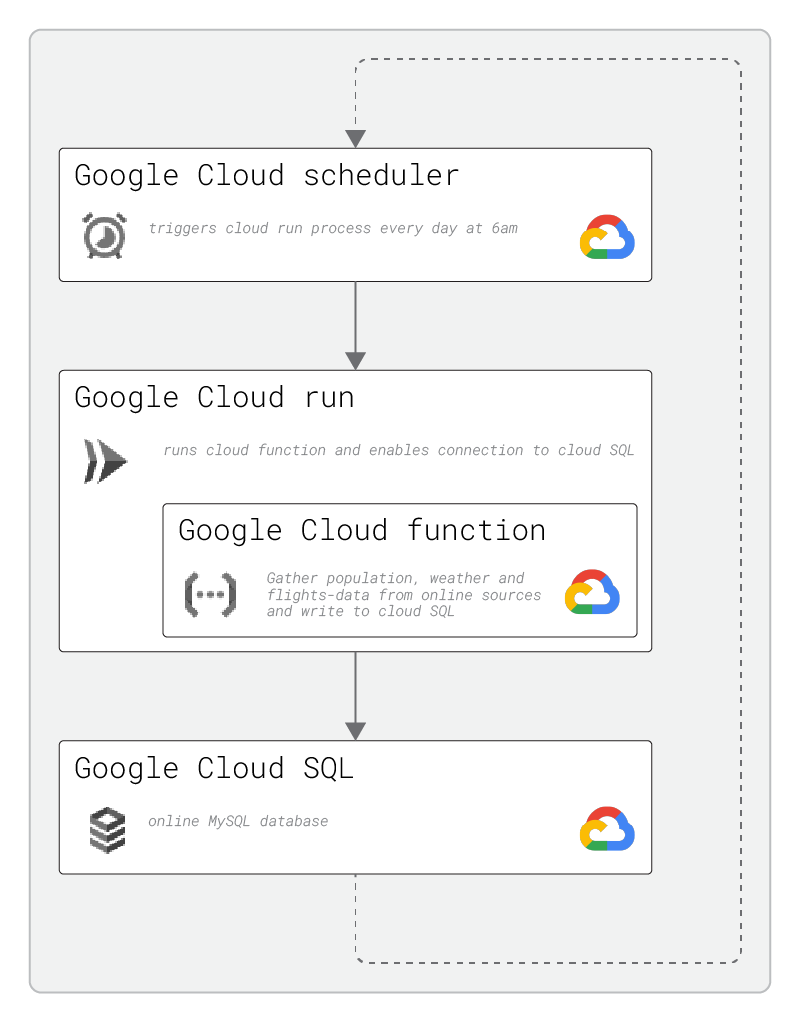 Google Cloud scheduler
triggers cloud run process every day at 6am
Google Cloud run
runs cloud function and enables connection to cloud SQL
Google Cloud function
Gather population, weather and
flights-data from online sources
and write to cloud SQL
Google Cloud SQL
online MySQL database